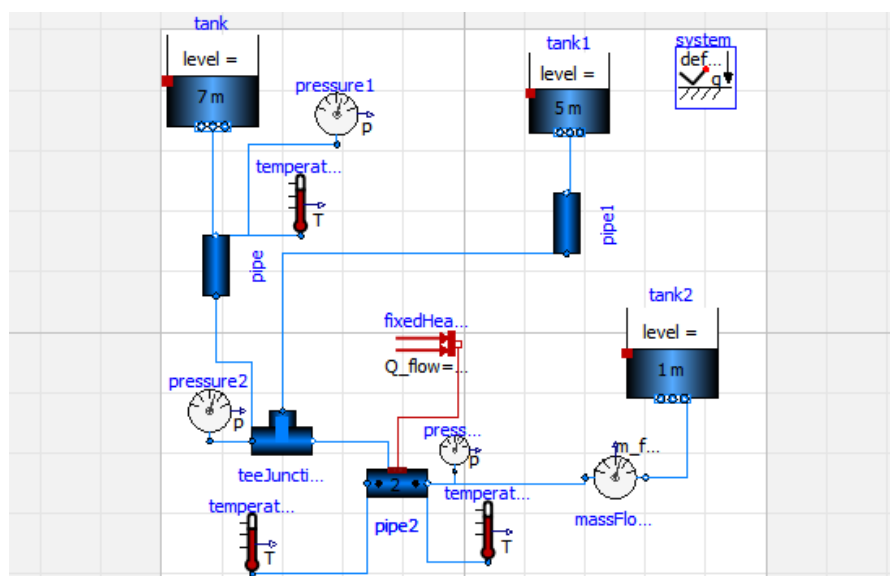 tank
level =
7 m
pressure1
p
temperat...
T
pipe
tank1
level =
5 m
pipe1
system
def...
g
fixedHea...
Q_flow=...
tank2
level =
1 m
pressure2
p
teeJuncti...
press...
p
m_f...
massFlo...
2
pipe2
temperat...
T
temperat...
T